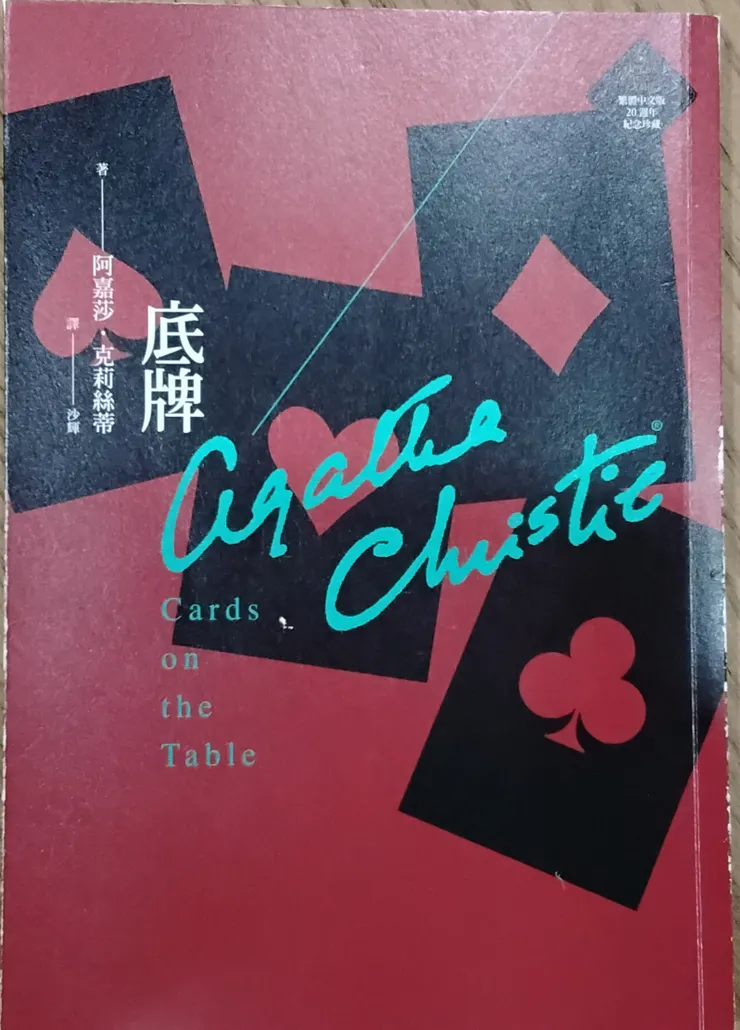 繁體中文版
20週年
紀念珍藏
著 阿嘉莎·克莉絲蒂
譯 沙輝
底牌
Agatha
Christie®
Cards
on
the
Table